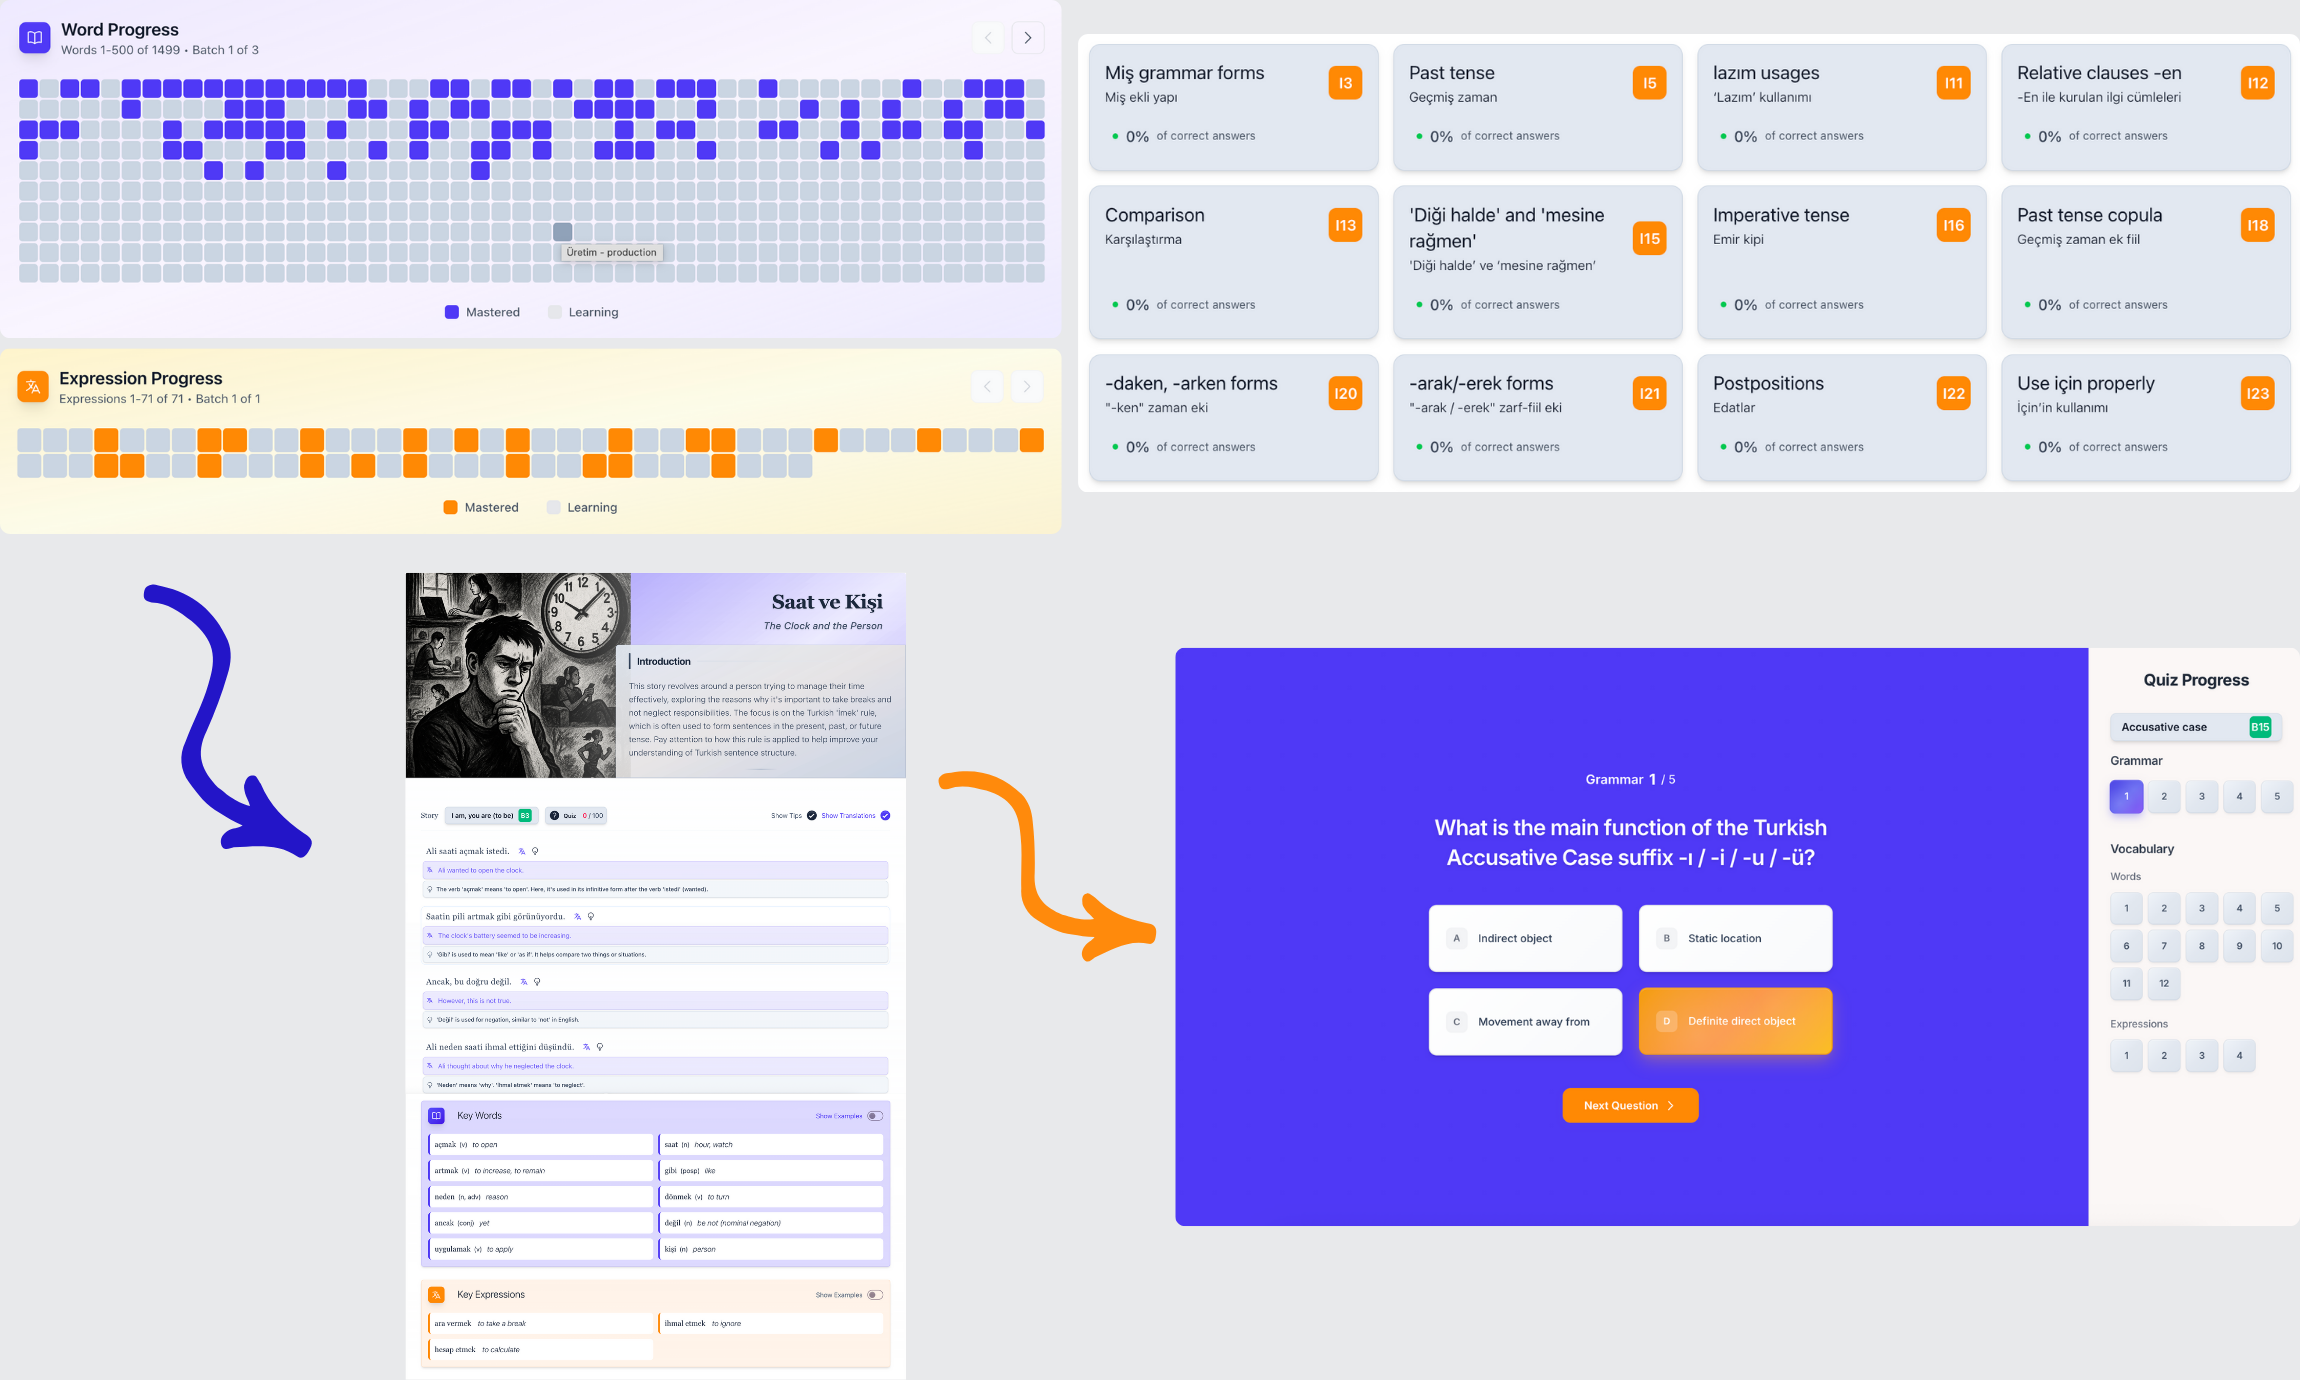 Word Progress
Words 1-500 of 1499 • Batch 1 of 3
Üretim - production
Mastered
Learning
Expression Progress
Expressions 1-71 of 71 • Batch 1 of 1
Mastered
Learning
Miş grammar forms
Miş ekli yapı
I3
0% of correct answers
Past tense
Geçmiş zaman
I5
0% of correct answers
lazım usages
‘Lazım’ kullanımı
I11
0% of correct answers
Relative clauses -en
-En ile kurulan ilgi cümleleri
I12
0% of correct answers
Comparison
Karşılaştırma
I13
0% of correct answers
'Diği halde' and 'mesine
rağmen'
'Diği halde’ ve ‘mesine rağmen’
I15
0% of correct answers
Imperative tense
Emir kipi
I16
0% of correct answers
Past tense copula
Geçmiş zaman ek fiil
I18
0% of correct answers
-daken, -arken forms
"-ken" zaman eki
I20
0% of correct answers
-arak/-erek forms
"-arak / -erek" zarf-fiil eki
I21
0% of correct answers
Postpositions
Edatlar
I22
0% of correct answers
Use için properly
İçin’in kullanımı
I23
0% of correct answers
11 12 1
10 2
9 3
8 4
7 6 5
Saat ve Kişi
The Clock and the Person
Introduction
This story revolves around a person trying to manage their time
effectively, exploring the reasons why it's important to take breaks and
not neglect responsibilities. The focus is on the Turkish 'İmek' rule,
which is often used to form sentences in the present, past, or future
tense. Pay attention to how this rule is applied to help improve your
understanding of Turkish sentence structure.
Story
I am, you are (to be) B3
? Quiz 0 / 100
Show Tips
Show Translations
Ali saati açmak istedi.
Ali wanted to open the clock.
The verb 'açmak' means 'to open'. Here, it's used in its infinitive form after the verb 'istedi' (wanted).
Saatin pili artmak gibi görünüyordu.
The clock's battery seemed to be increasing.
'Gibi' is used to mean 'like' or 'as if'. It helps compare two things or situations.
Ancak, bu doğru değil.
However, this is not true.
'Değil' is used for negation, similar to 'not' in English.
Ali neden saati ihmal ettiğini düşündü.
Ali thought about why he neglected the clock.
'Neden' means 'why'. 'İhmal etmek' means 'to neglect'.
Key Words
Show Examples
açmak (v) to open
saat (n) hour, watch
artmak (v) to increase, to remain
gibi (posp) like
neden (n, adv) reason
dönmek (v) to turn
ancak (conj) yet
değil (n) be not (nominal negation)
uygulamak (v) to apply
kişi (n) person
Key Expressions
Show Examples
ara vermek to take a break
ihmal etmek to ignore
hesap etmek to calculate
Grammar 1 / 5
What is the main function of the Turkish
Accusative Case suffix -ı / -i / -u / -ü?
A Indirect object
B Static location
C Movement away from
D Definite direct object
Next Question
Quiz Progress
Accusative case B15
Grammar
1 2 3 4 5
Vocabulary
Words
1 2 3 4 5
6 7 8 9 10
11 12
Expressions
1 2 3 4